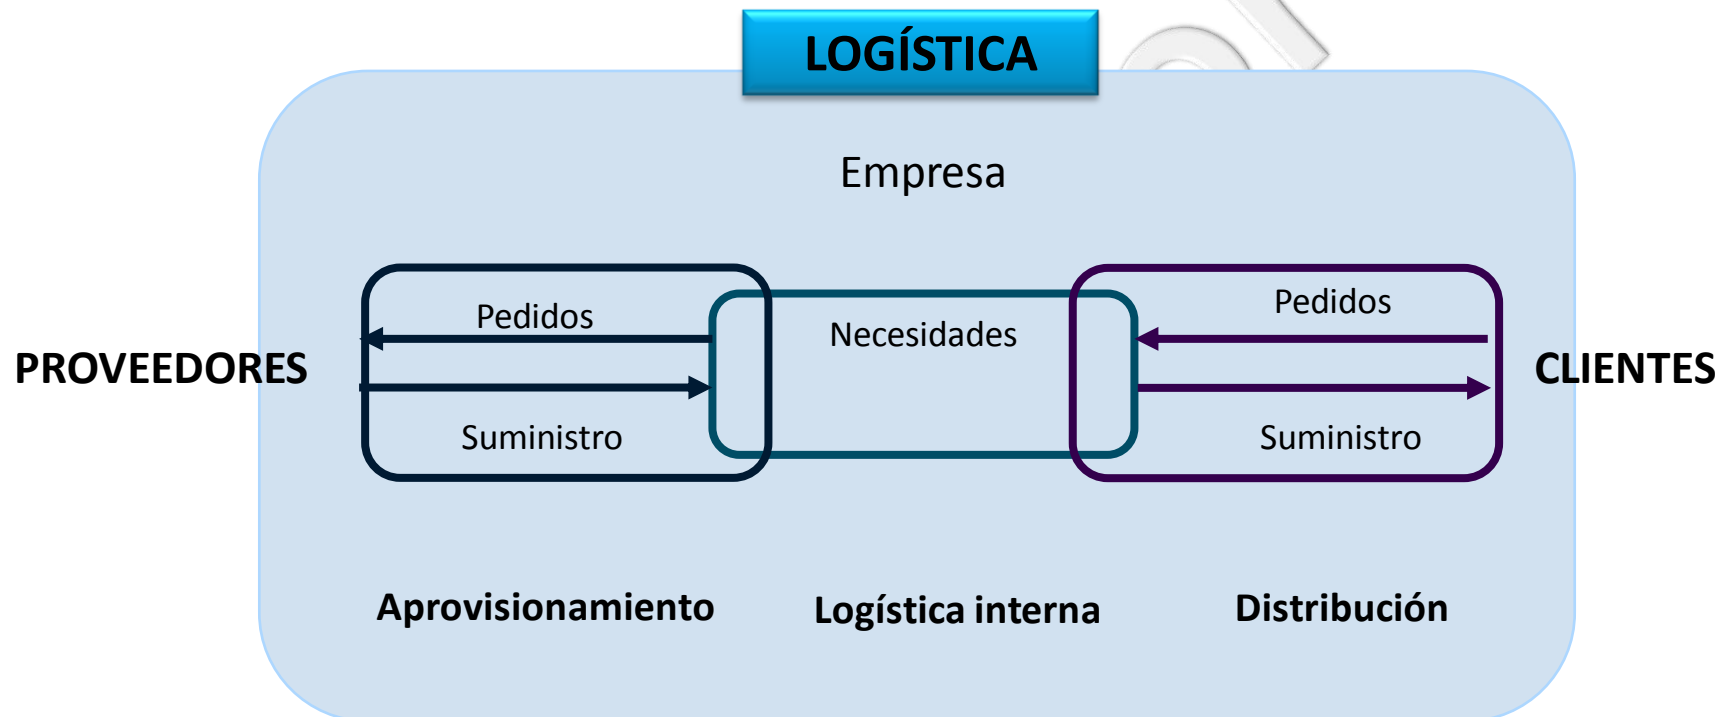 LOGÍSTICA
Empresa
Pedidos
Necesidades
Pedidos
PROVEEDORES
CLIENTES
Suministro
Suministro
Aprovisionamiento
Logística interna
Distribución